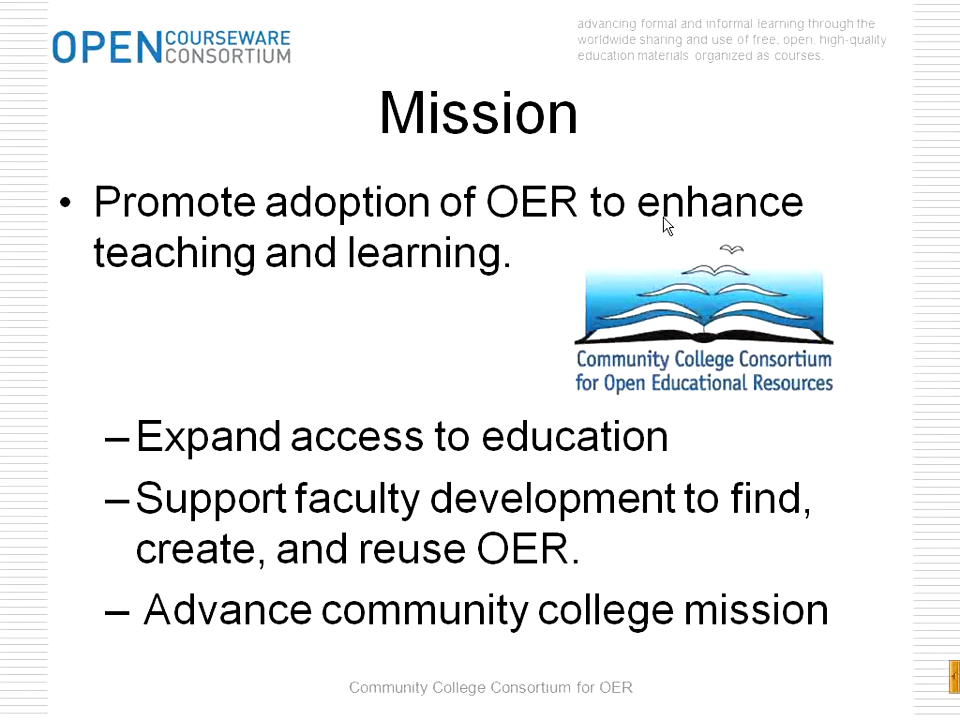 OPEN COURSEWARE CONSORTIUM
advancing formal and informal learning through the
worldwide sharing and use of free, open, high-quality
education materials organized as courses.
Mission
• Promote adoption of OER to enhance
teaching and learning.
Community College Consortium
for Open Educational Resources
– Expand access to education
– Support faculty development to find,
create, and reuse OER.
– Advance community college mission
Community College Consortium for OER